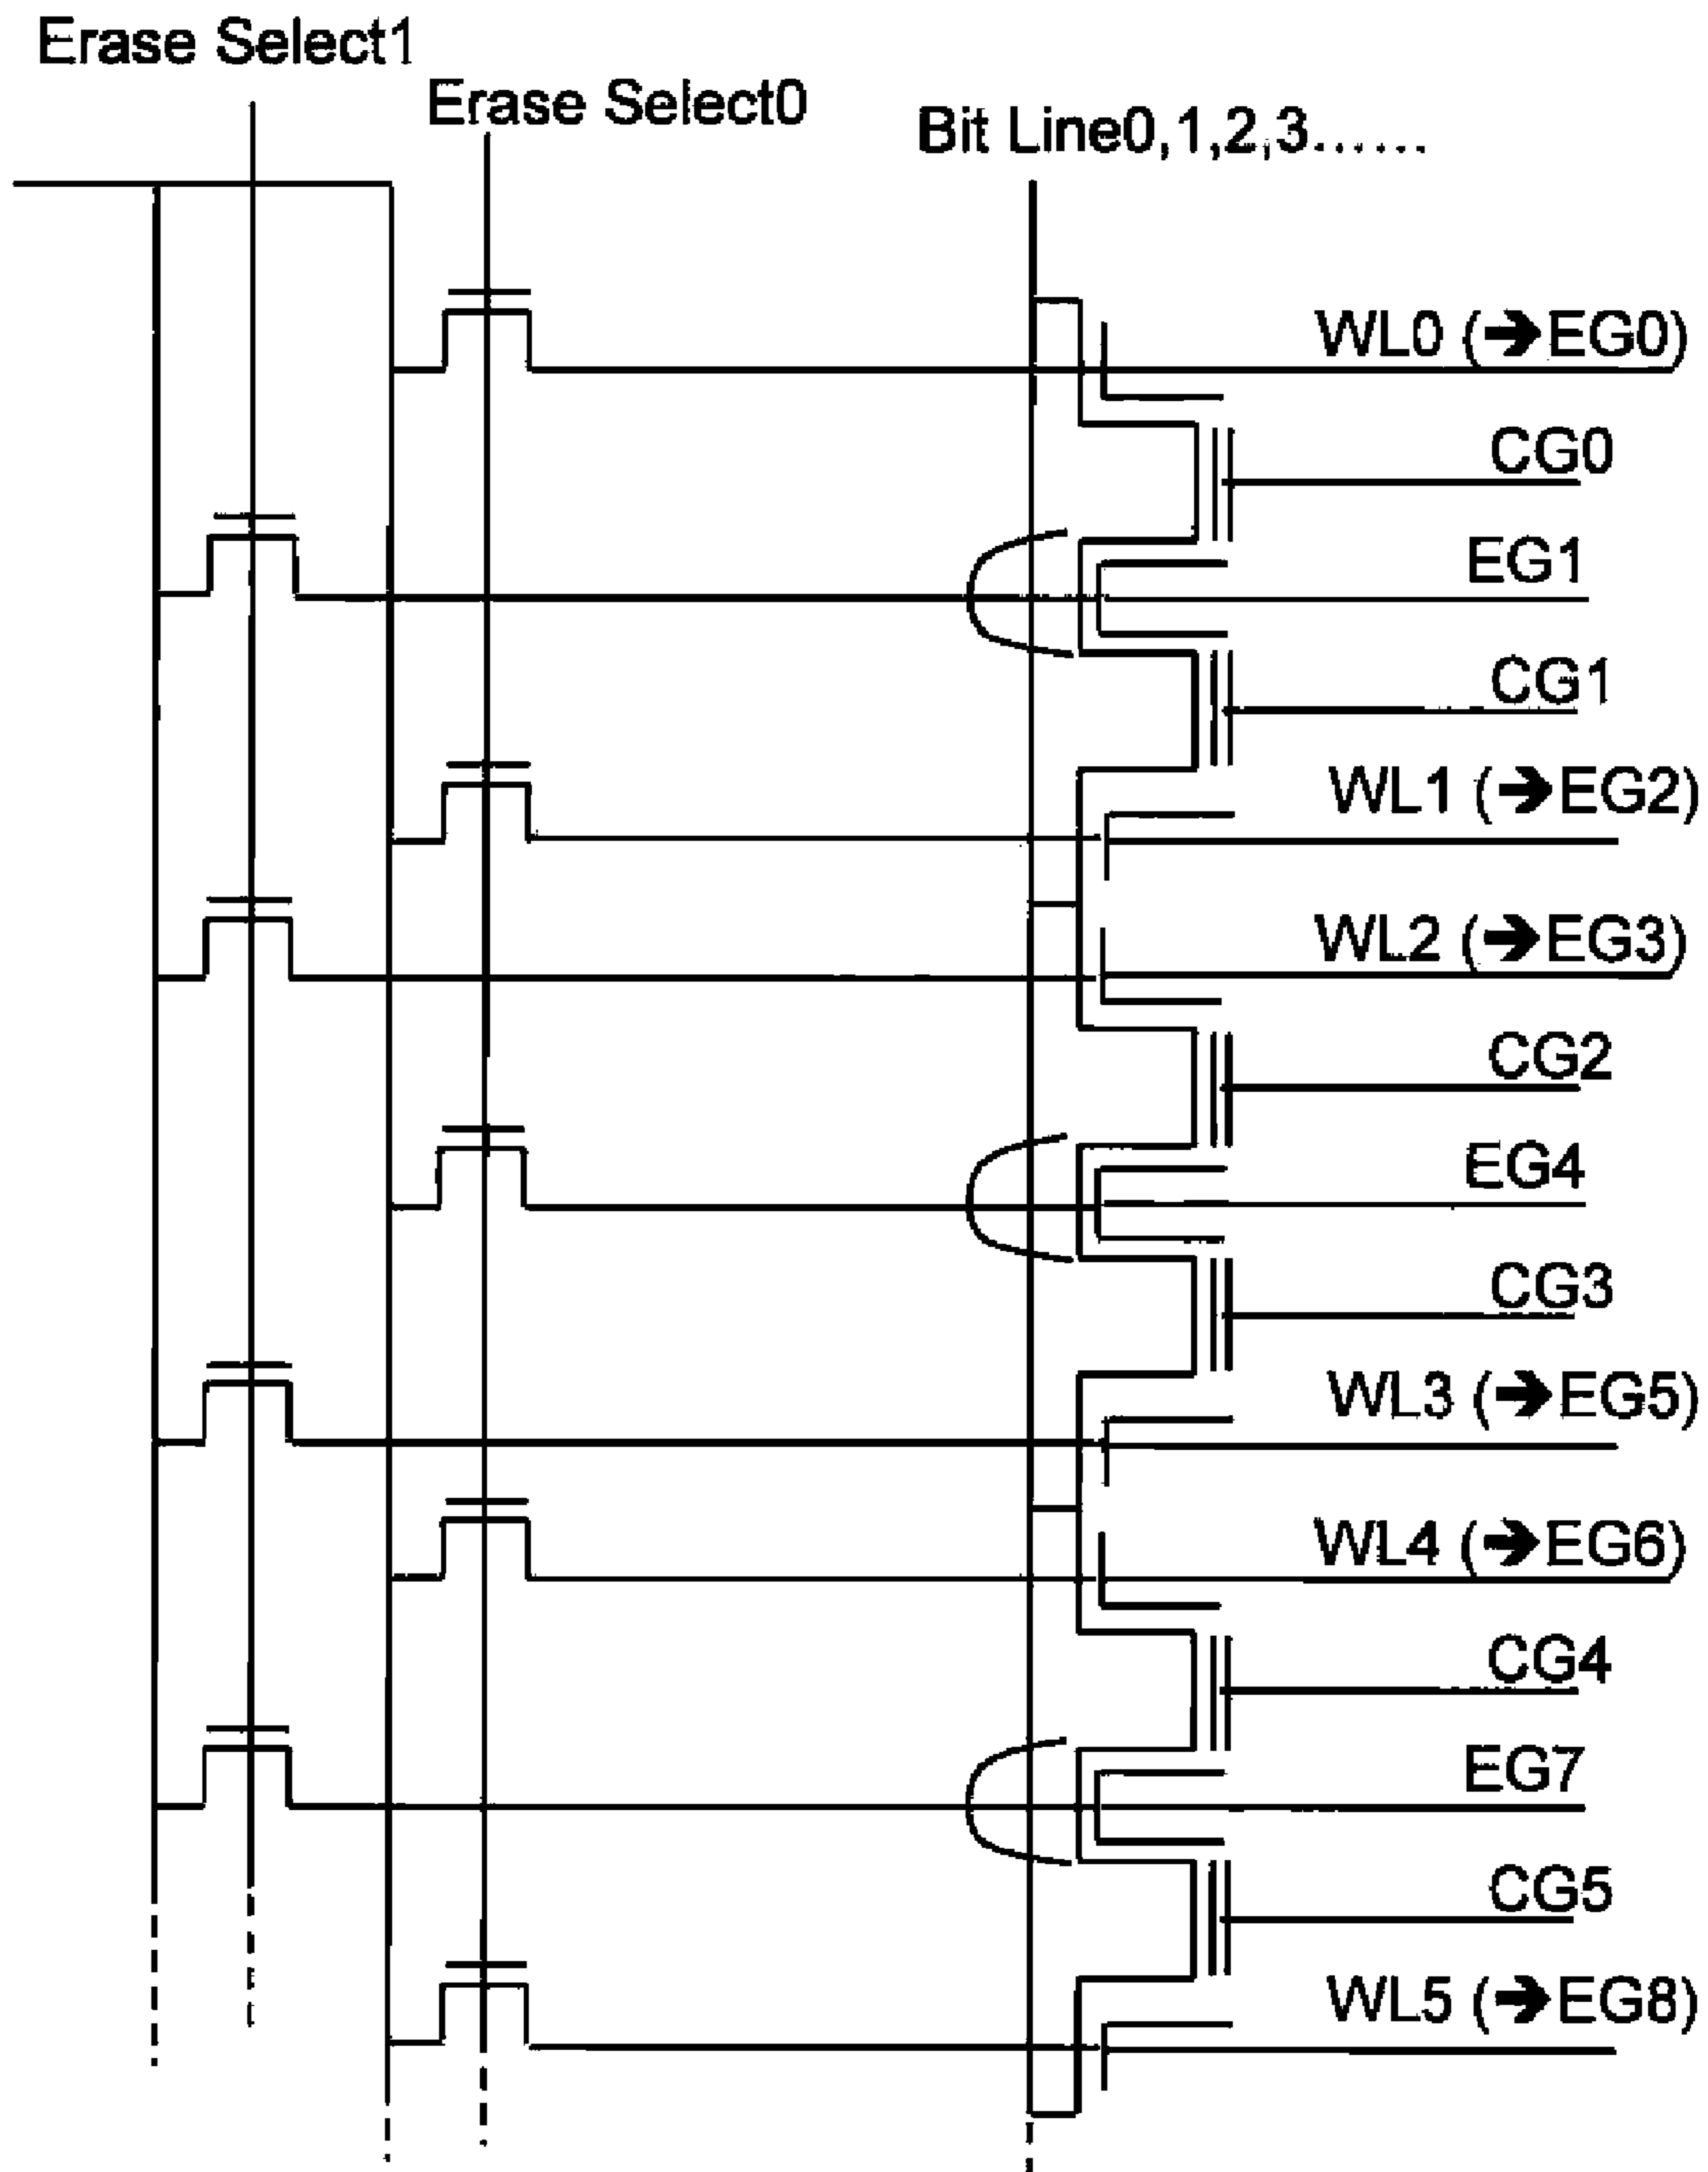 Erase Select1
Erase Select0
Bit Line0,1,2,3......
WL0 (➔EG0)
CG0
EG1
CG1
WL1 (➔EG2)
WL2 (➔EG3)
CG2
EG4
CG3
WL3 (➔EG5)
WL4 (➔EG6)
CG4
EG7
CG5
WL5 (➔EG8)